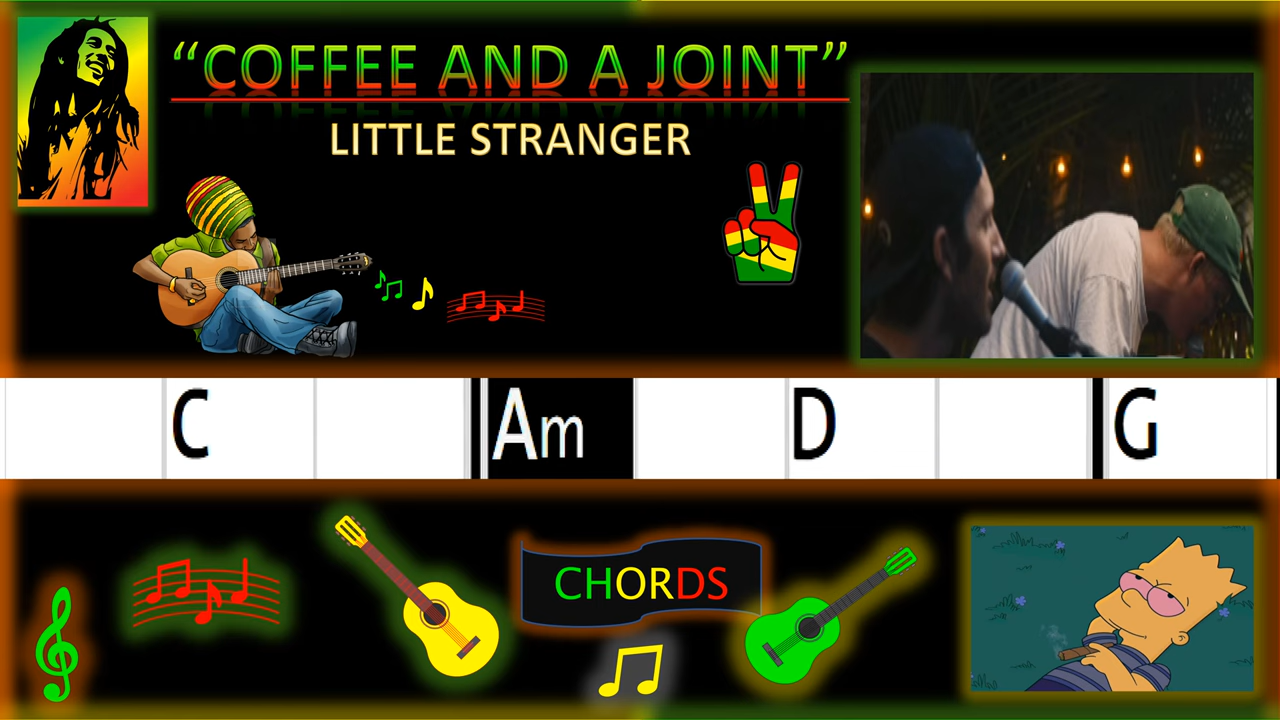 “COFFEE AND A JOINT”
LITTLE STRANGER
C Am D G
CHORDS